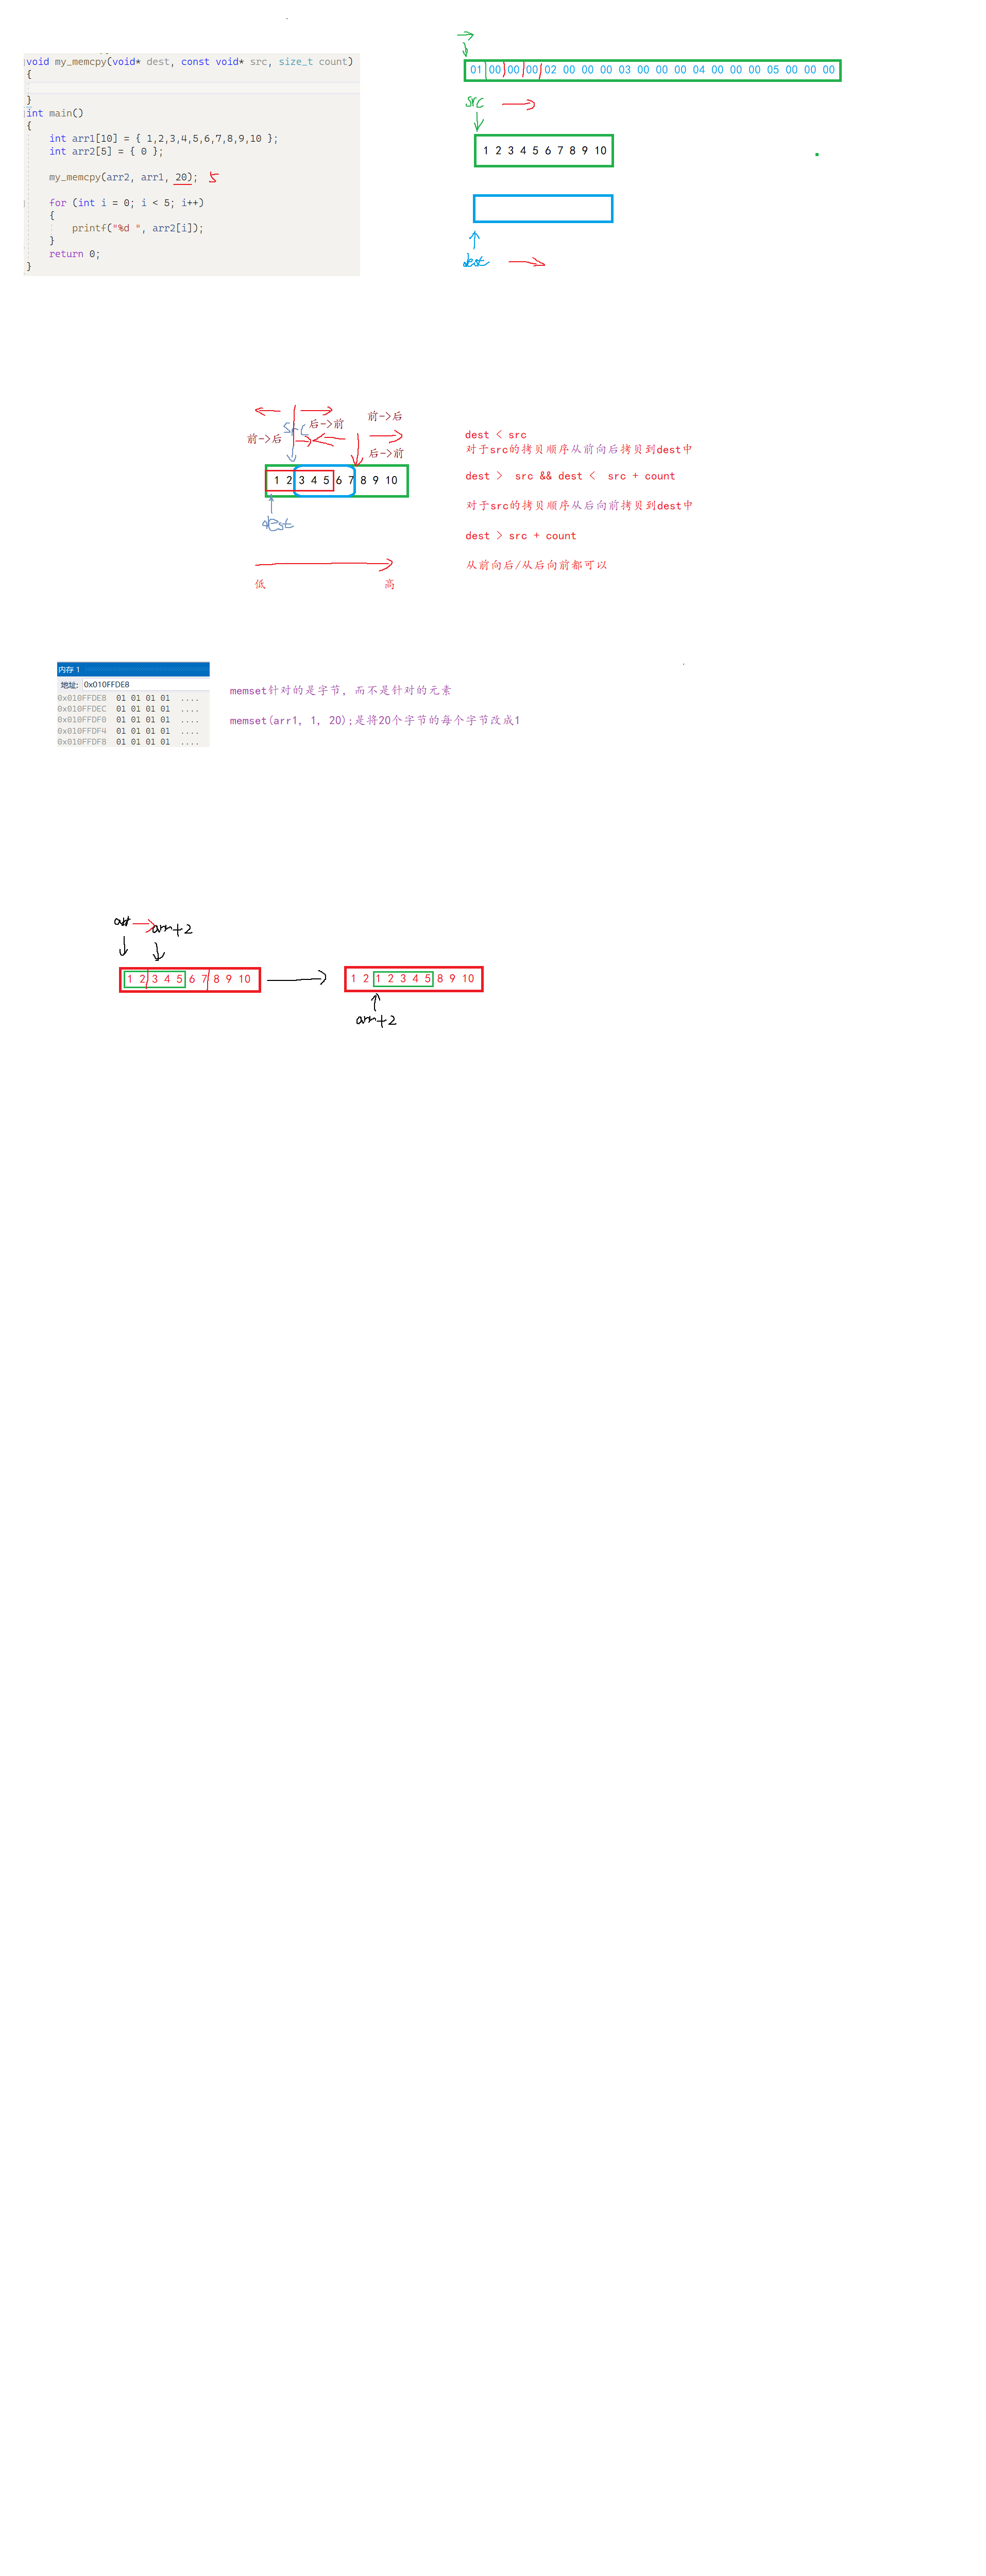 void my_memcpy(void* dest, const void* src, size_t count)
{
}
int main()
{
int arr1[10] = { 1,2,3,4,5,6,7,8,9,10 };
int arr2[5] = { 0 };
my_memcpy(arr2, arr1, 20); 5
for (int i = 0; i < 5; i++)
{
printf("%d ", arr2[i]);
}
return 0;
}
01 00 00 00 02 00 00 00 03 00 00 00 04 00 00 00 05 00 00 00
src
1 2 3 4 5 6 7 8 9 10
dest
前->后
后->前
src
前->后
后->前
1 2 3 4 5 6 7 8 9 10
dest
低 高
dest < src
对于src的拷贝顺序从前向后拷贝到dest中
dest > src && dest < src + count
对于src的拷贝顺序从后向前拷贝到dest中
dest > src + count
从前向后/从后向前都可以
内存 1
地址: 0x010FFDE8
0x010FFDE8 01 01 01 01 ....
0x010FFDEC 01 01 01 01 ....
0x010FFDF0 01 01 01 01 ....
0x010FFDF4 01 01 01 01 ....
0x010FFDF8 01 01 01 01 ....
memset针对的是字节，而不是针对的元素
memset(arr1, 1, 20);是将20个字节的每个字节改成1
arr arr+2
1 2 3 4 5 6 7 8 9 10
1 2 1 2 3 4 5 8 9 10
arr+2